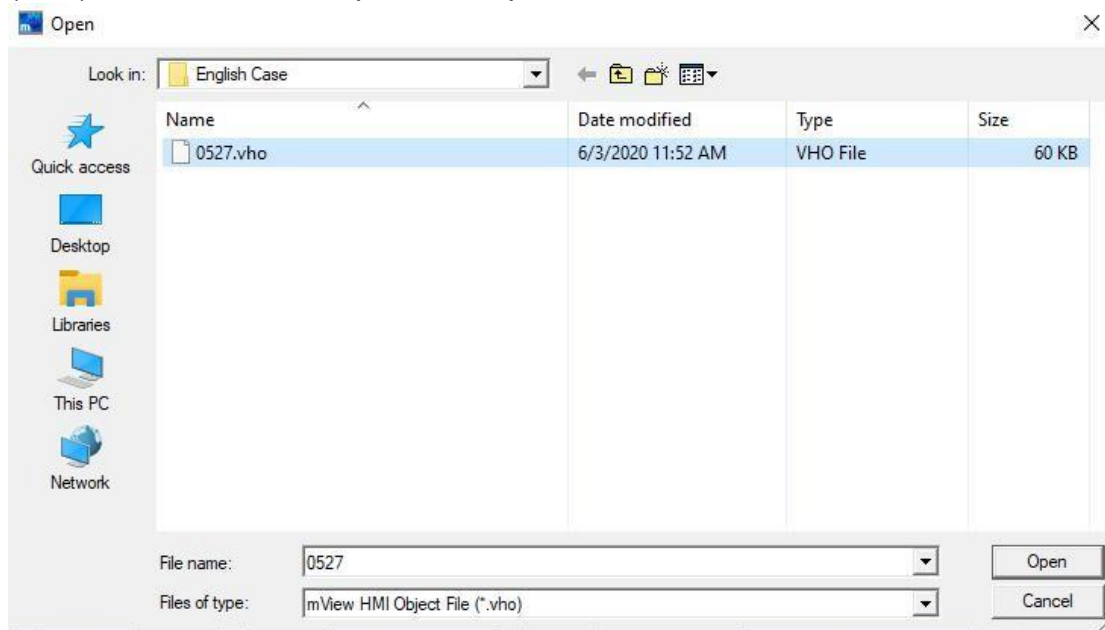 Open
Look in: English Case
Name Date modified Type Size
0527.vho 6/3/2020 11:52 AM VHO File 60 KB
Quick access
Desktop
Libraries
This PC
Network
File name: 0527 Open
Files of type: mView HMI Object File (*.vho) Cancel